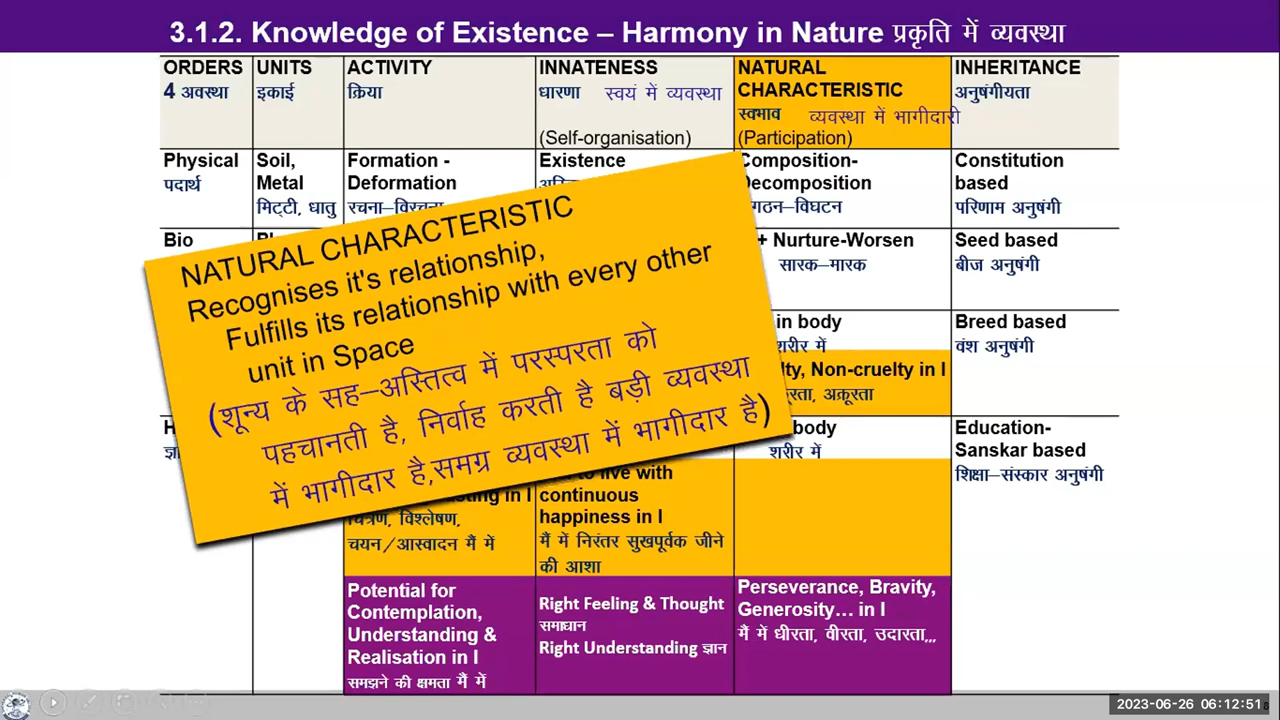 3.1.2. Knowledge of Existence – Harmony in Nature प्रकृति में व्यवस्था
ORDERS
4 अवस्था
UNITS
इकाई
ACTIVITY
क्रिया
INNATENESS
धारणा स्वयं में व्यवस्था
(Self-organisation)
NATURAL
CHARACTERISTIC
स्वभाव व्यवस्था में भागीदारी
(Participation)
INHERITANCE
अनुषंगीयता
Physical
पदार्थ
Soil,
Metal
मिट्टी, धातु
Formation -
Deformation
रचना–विरचना
Existence
Composition-
Decomposition
गठन–विघटन
Constitution
based
परिणाम अनुषंगी
Bio
+ Nurture-Worsen
सारक–मारक
Seed based
बीज अनुषंगी
in body
शरीर में
Non-cruelty in I
अक्रूरता
Breed based
वंश अनुषंगी
body
शरीर में
Education-
Sanskar based
शिक्षा–संस्कार अनुषंगी
NATURAL CHARACTERISTIC
Recognises it's relationship,
Fulfills its relationship with every other
unit in Space
(शून्य के सह–अस्तित्व में परस्परता को
पहचानती है, निर्वाह करती है बड़ी व्यवस्था
में भागीदार है,समग्र व्यवस्था में भागीदार है)
in I
चित्रण, विश्लेषण,
चयन/आस्वादन मैं में
to live with
continuous
happiness in I
मैं में निरंतर सुखपूर्वक जीने
की आशा
Potential for
Contemplation,
Understanding &
Realisation in I
समझने की क्षमता मैं में
Right Feeling & Thought
समाधान
Right Understanding ज्ञान
Perseverance, Bravity,
Generosity… in I
मैं में धीरता, वीरता, उदारता,,,
2023-06-26 06:12:51